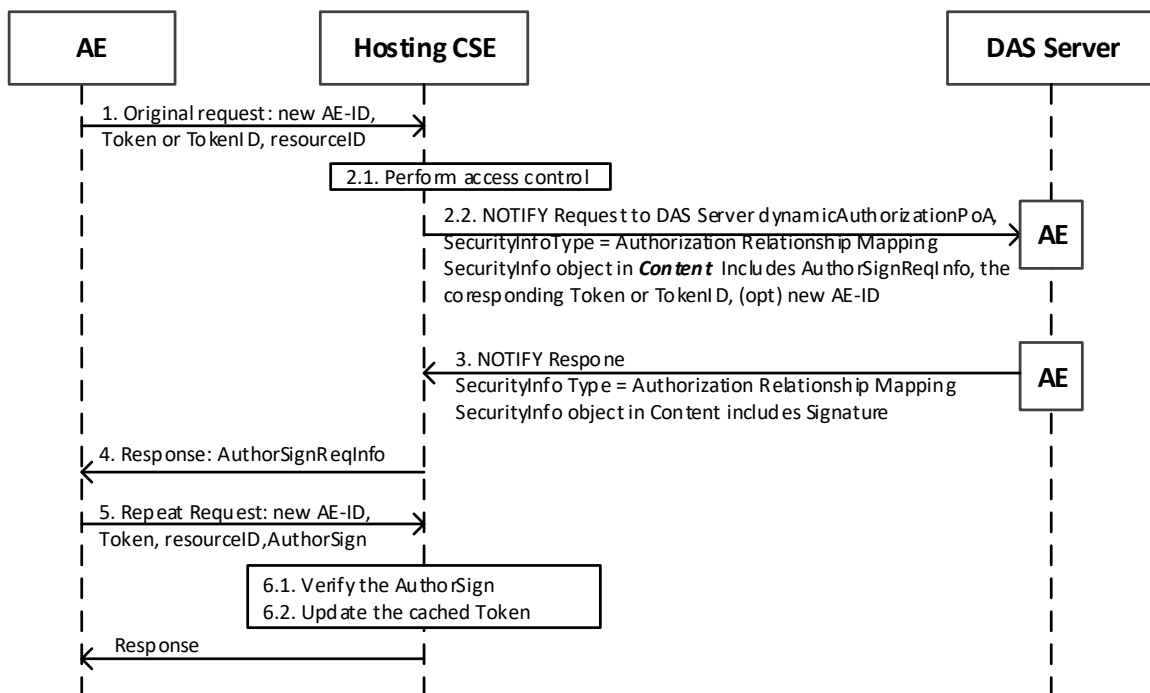 AE
Hosting CSE
DAS Server
1. Original request: new AE-ID,
Token or TokenID, resourceID
2.1. Perform access control
2.2. NOTIFY Request to DAS Server dynamicAuthorizationPoA,
SecurityInfoType = Authorization Relationship Mapping
SecurityInfo object in Content Includes AuthorSignReqInfo, the
coresponding Token or TokenID, (opt) new AE-ID
AE
3. NOTIFY Respone
SecurityInfo Type = Authorization Relationship Mapping
SecurityInfo object in Content includes Signature
AE
4. Response: AuthorSignReqInfo
5. Repeat Request: new AE-ID,
Token, resourceID,AuthorSign
6.1. Verify the AuthorSign
6.2. Update the cached Token
Response